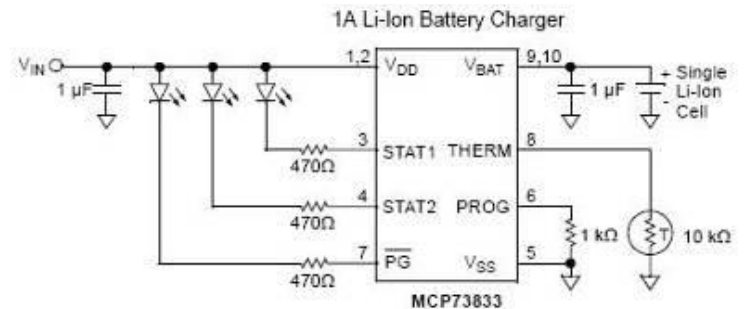 1A Li-Ion Battery Charger
VIN
1 µF
1,2
VDD
VBAT
9,10
1 µF
+ Single
- Li-Ion
Cell
470Ω
3
STAT1
THERM
8
470Ω
4
STAT2
PROG
6
1 kΩ
T
10 kΩ
470Ω
7
PG
VSS
5
MCP73833